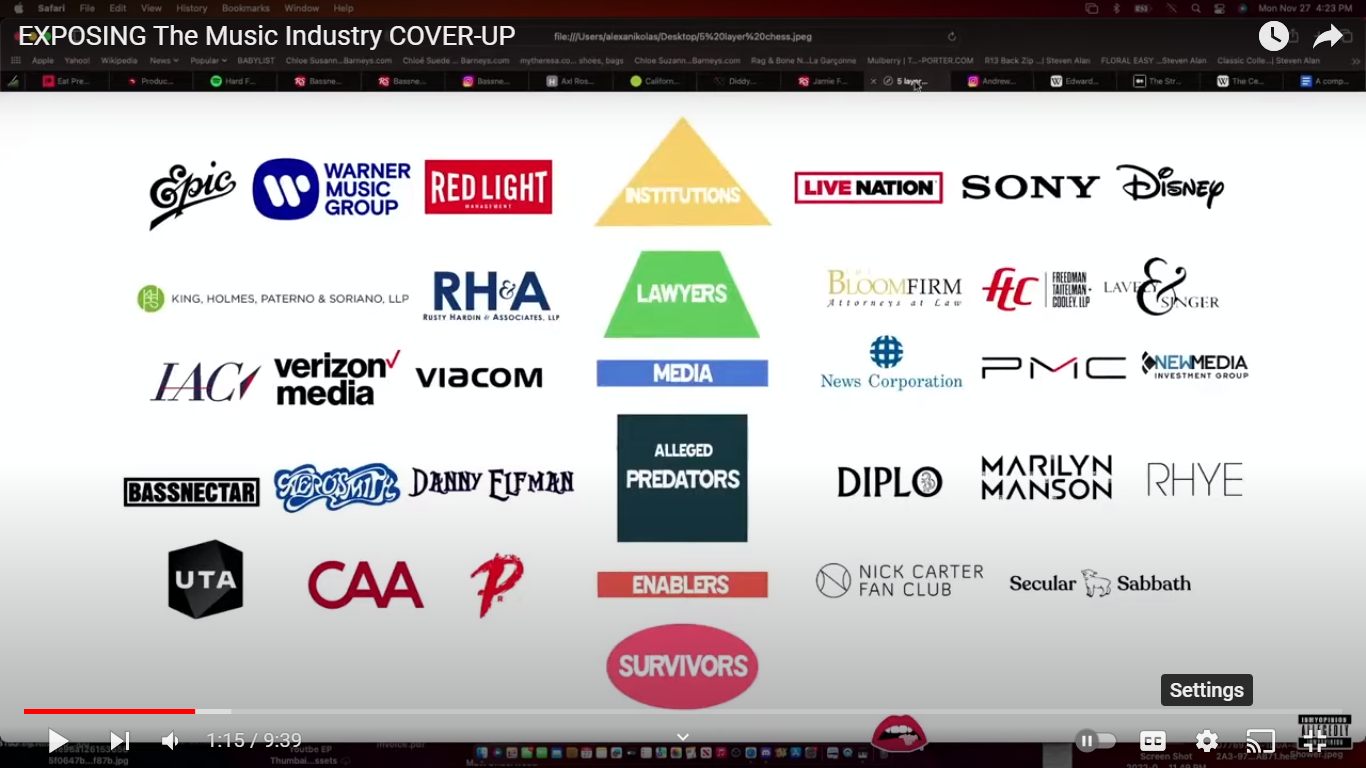 Safari File Edit View History Bookmarks Window Help
Mon Nov 27 4:23 PM
EXPOSING The Music Industry COVER-UP
file:///Users/alexanikolas/Desktop/5%20layer%20chess.jpeg
Apple Yahoo! Wikipedia News Popular BABYLIST Chloe Suzann...Barneys.com Chloé Suede ... Barneys.com mytheresa.co... shoes, bags Chloe Suzann...Barneys.com Rag & Bone N...La Garçonne Mulberry | T...-PORTER.COM R13 Back Zip ...| Steven Alan FLORAL EASY ...Steven Alan Classic Colle...| Steven Alan
Eat Pre... Produc... Hard F... Bassne... Bassne... Bassne... Axl Ros... Californ... Diddy... Jamie F... 5 layer... Andrew... Edward... The Str... The Ce... A comp...
Epic
WARNER
MUSIC
GROUP
RED LIGHT
MANAGEMENT
INSTITUTIONS
LIVE NATION
SONY
Disney
KING, HOLMES, PATERNO & SORIANO, LLP
RH&A
RUSTY HARDIN & ASSOCIATES, LLP
LAWYERS
THE
BLOOMFIRM
Attorneys at Law
ftc
FREEDMAN
TAITELMAN+
COOLEY, LLP
LAVELY
&
SINGER
IAC
verizon
media
VIACOM
MEDIA
News Corporation
PMC
NEWMEDIA
INVESTMENT GROUP
BASSNECTAR
AEROSMITH
DANNY ELFMAN
ALLEGED
PREDATORS
DIPLO
MARILYN
MANSON
RHYE
UTA
CAA
P
ENABLERS
NICK CARTER
FAN CLUB
Secular Sabbath
SURVIVORS
Settings
1:15 / 9:39
CC